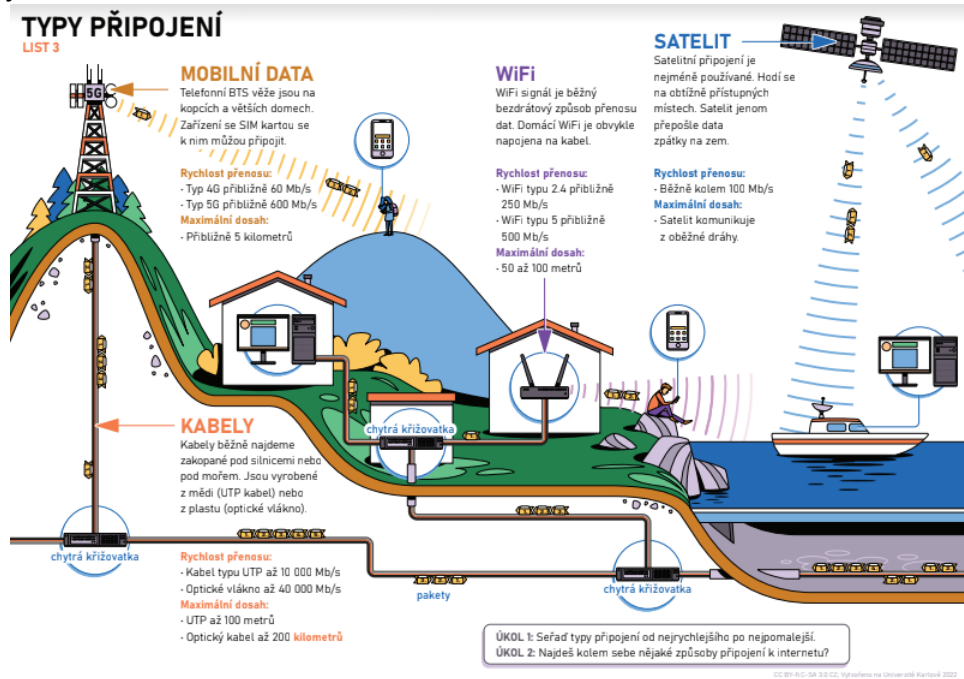 TYPY PŘIPOJENÍ
LIST 3
5G
MOBILNÍ DATA
Telefonní BTS věže jsou na
kopcích a větších domech.
Zařízení se SIM kartou se
k nim můžou připojit.
Rychlost přenosu:
· Typ 4G přibližně 60 Mb/s
· Typ 5G přibližně 600 Mb/s
Maximální dosah:
· Přibližně 5 kilometrů
WiFi
WiFi signál je běžný
bezdrátový způsob přenosu
dat. Domácí WiFi je obvykle
napojena na kabel.
Rychlost přenosu:
· WiFi typu 2.4 přibližně
250 Mb/s
· WiFi typu 5 přibližně
500 Mb/s
Maximální dosah:
· 50 až 100 metrů
SATELIT
Satelitní připojení je
nejméně používané. Hodí se
na obtížně přístupných
místech. Satelit jenom
přepošle data
zpátky na zem.
Rychlost přenosu:
· Běžně kolem 100 Mb/s
Maximální dosah:
· Satelit komunikuje
z oběžné dráhy.
KABELY
Kabely běžně najdeme
zakopané pod silnicemi nebo
pod mořem. Jsou vyrobené
z mědi (UTP kabel) nebo
z plastu (optické vlákno).
Rychlost přenosu:
· Kabel typu UTP až 10 000 Mb/s
· Optické vlákno až 40 000 Mb/s
Maximální dosah:
· UTP až 100 metrů
· Optický kabel až 200 kilometrů
chytrá křižovatka
chytrá křižovatka
pakety
chytrá křižovatka
ÚKOL 1: Seřaď typy připojení od nejrychlejšího po nejpomalejší.
ÚKOL 2: Najdeš kolem sebe nějaké způsoby připojení k internetu?
CC BY-NC-SA 3.0 CZ; Vytvořeno na Univerzitě Karlově 2022